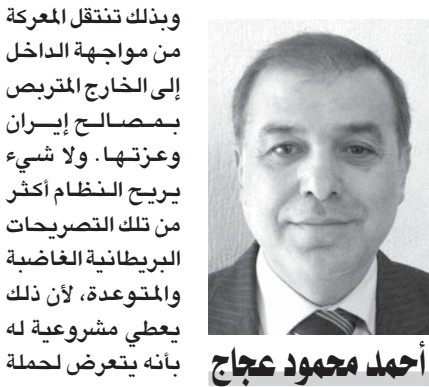 وبذلك تنتقل المعركة
من مواجهة الداخل
إلى الخارج المتربص
بمصالح إيران
وعزتها. ولا شيء
يريح النظام أكثر
من تلك التصريحات
البريطانية الغاضبة
والمتوعدة، لأن ذلك
يعطي مشروعية له
بأنه يتعرض لحملة
أحمد محمود عجاج